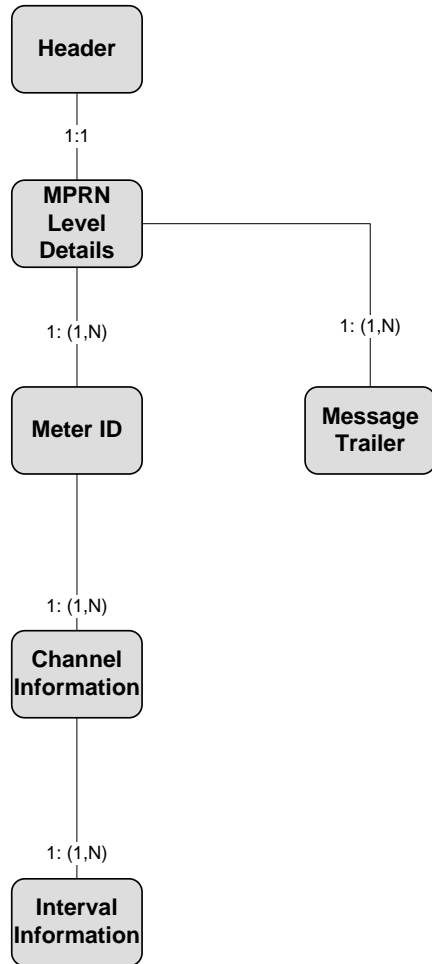 Header
1:1
MPRN
Level
Details
1: (1,N)
1: (1,N)
Meter ID
Message
Trailer
1: (1,N)
Channel
Information
1: (1,N)
Interval
Information